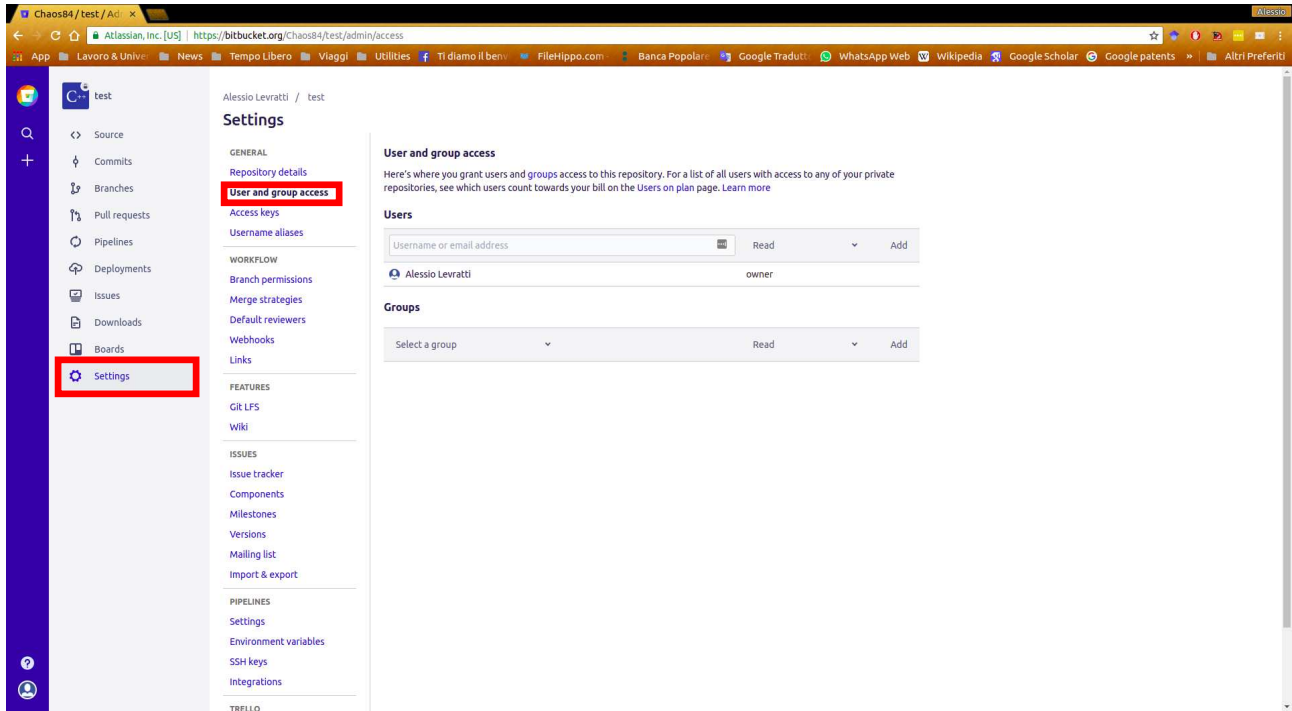 Chaos84 / test / Ad
Alessio
Atlassian, Inc. [US] | https://bitbucket.org/Chaos84/test/admin/access
App Lavoro & Unive News Tempo Libero Viaggi Utilities Ti diamo il benv FileHippo.com Banca Popolare Google Tradutt WhatsApp Web Wikipedia Google Scholar Google patents » Altri Preferiti
C++ test
Source
Commits
Branches
Pull requests
Pipelines
Deployments
Issues
Downloads
Boards
Settings
Alessio Levratti / test
Settings
GENERAL
Repository details
User and group access
Access keys
Username aliases
WORKFLOW
Branch permissions
Merge strategies
Default reviewers
Webhooks
Links
FEATURES
Git LFS
Wiki
ISSUES
Issue tracker
Components
Milestones
Versions
Mailing list
Import & export
PIPELINES
Settings
Environment variables
SSH keys
Integrations
TRELLO
User and group access
Here's where you grant users and groups access to this repository. For a list of all users with access to any of your private
repositories, see which users count towards your bill on the Users on plan page. Learn more
Users
Username or email address Read Add
Alessio Levratti owner
Groups
Select a group Read Add